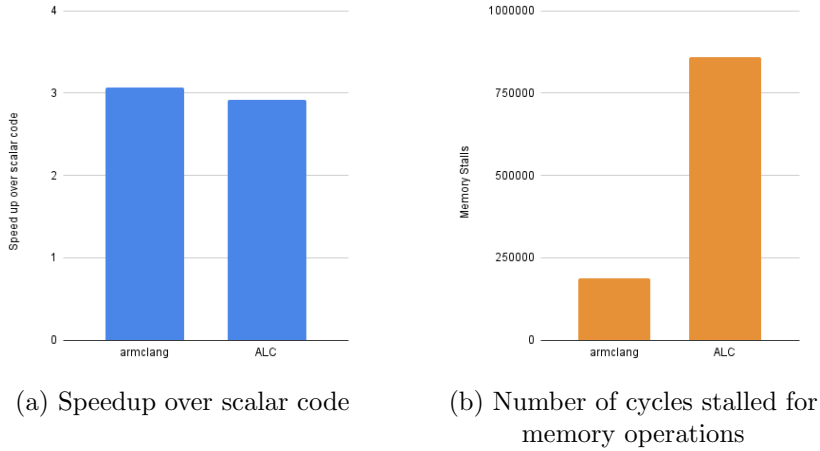 4
3
2
1
0
Speed up over scalar code
armclang
ALC
(a) Speedup over scalar code
1000000
750000
500000
250000
0
Memory Stalls
armclang
ALC
(b) Number of cycles stalled for
memory operations